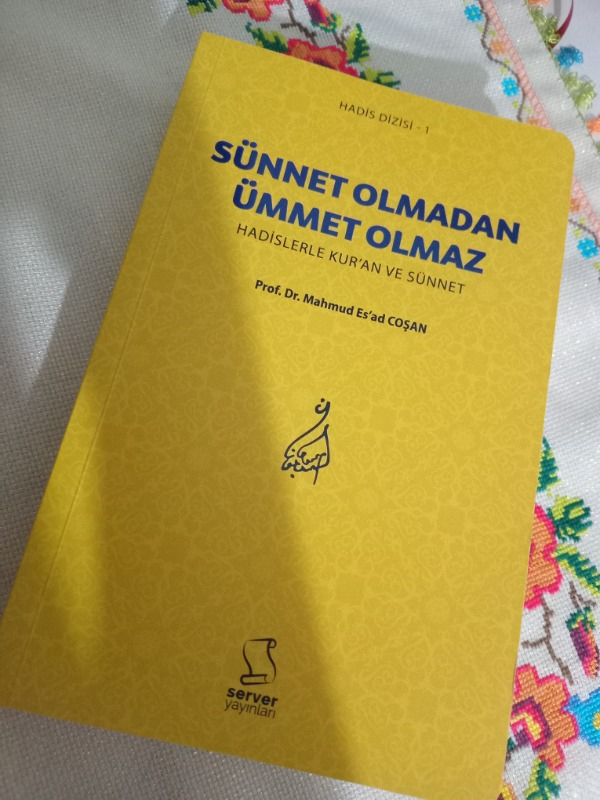 HADİS DİZİSİ - 1
SÜNNET OLMADAN
ÜMMET OLMAZ
HADİSLERLE KUR'AN VE SÜNNET
Prof. Dr. Mahmud Es'ad COŞAN
server
yayınları